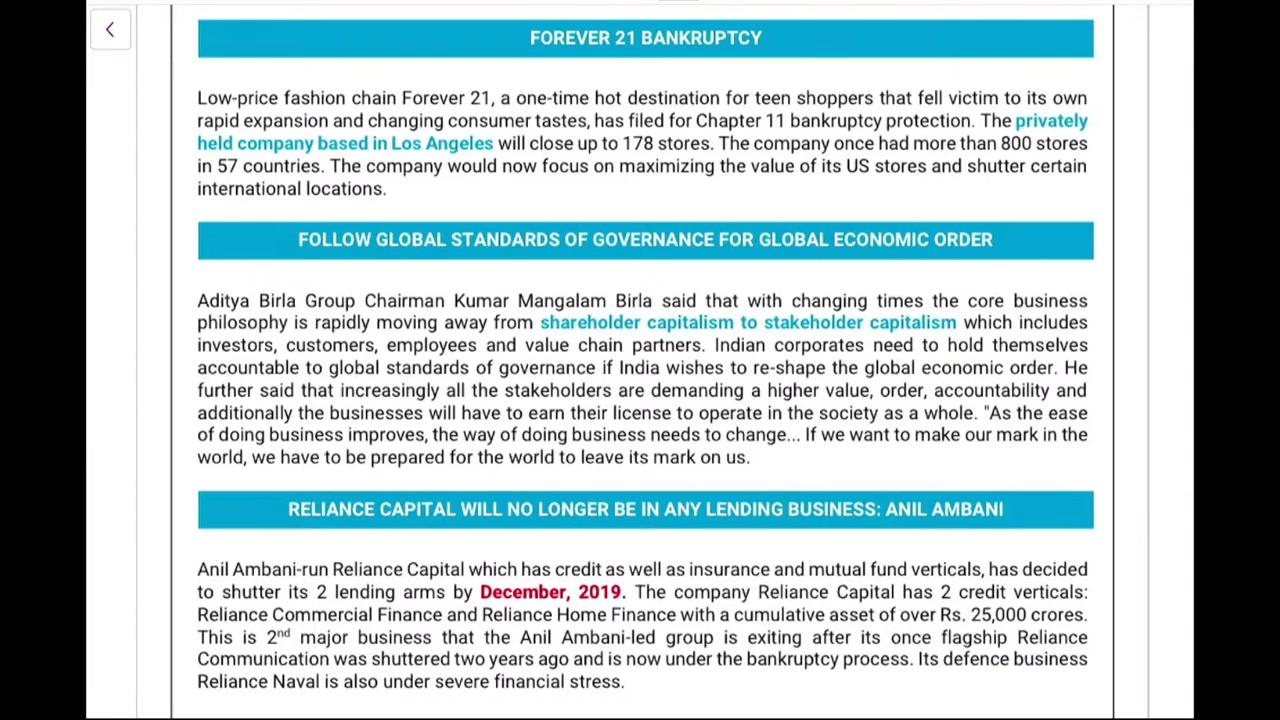 FOREVER 21 BANKRUPTCY
Low-price fashion chain Forever 21, a one-time hot destination for teen shoppers that fell victim to its own
rapid expansion and changing consumer tastes, has filed for Chapter 11 bankruptcy protection. The privately
held company based in Los Angeles will close up to 178 stores. The company once had more than 800 stores
in 57 countries. The company would now focus on maximizing the value of its US stores and shutter certain
international locations.
FOLLOW GLOBAL STANDARDS OF GOVERNANCE FOR GLOBAL ECONOMIC ORDER
Aditya Birla Group Chairman Kumar Mangalam Birla said that with changing times the core business
philosophy is rapidly moving away from shareholder capitalism to stakeholder capitalism which includes
investors, customers, employees and value chain partners. Indian corporates need to hold themselves
accountable to global standards of governance if India wishes to re-shape the global economic order. He
further said that increasingly all the stakeholders are demanding a higher value, order, accountability and
additionally the businesses will have to earn their license to operate in the society as a whole. "As the ease
of doing business improves, the way of doing business needs to change... If we want to make our mark in the
world, we have to be prepared for the world to leave its mark on us.
RELIANCE CAPITAL WILL NO LONGER BE IN ANY LENDING BUSINESS: ANIL AMBANI
Anil Ambani-run Reliance Capital which has credit as well as insurance and mutual fund verticals, has decided
to shutter its 2 lending arms by December, 2019. The company Reliance Capital has 2 credit verticals:
Reliance Commercial Finance and Reliance Home Finance with a cumulative asset of over Rs. 25,000 crores.
This is 2nd major business that the Anil Ambani-led group is exiting after its once flagship Reliance
Communication was shuttered two years ago and is now under the bankruptcy process. Its defence business
Reliance Naval is also under severe financial stress.